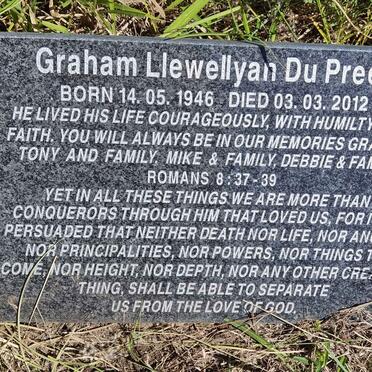 Graham Llewellyan Du Pree
BORN 14. 05. 1946 DIED 03. 03. 2012
HE LIVED HIS LIFE COURAGEOUSLY, WITH HUMILTY
FAITH. YOU WILL ALWAYS BE IN OUR MEMORIES GRA
TONY AND FAMILY, MIKE & FAMILY, DEBBIE & FAM
ROMANS 8:37-39
YET IN ALL THESE THINGS WE ARE MORE THAN
CONQUERORS THROUGH HIM THAT LOVED US. FOR I
PERSUADED THAT NEITHER DEATH NOR LIFE, NOR AN
NOR PRINCIPALITIES, NOR POWERS, NOR THINGS
COME, NOR HEIGHT, NOR DEPTH, NOR ANY OTHER CRE
THING, SHALL BE ABLE TO SEPARATE
US FROM THE LOVE OF GOD.